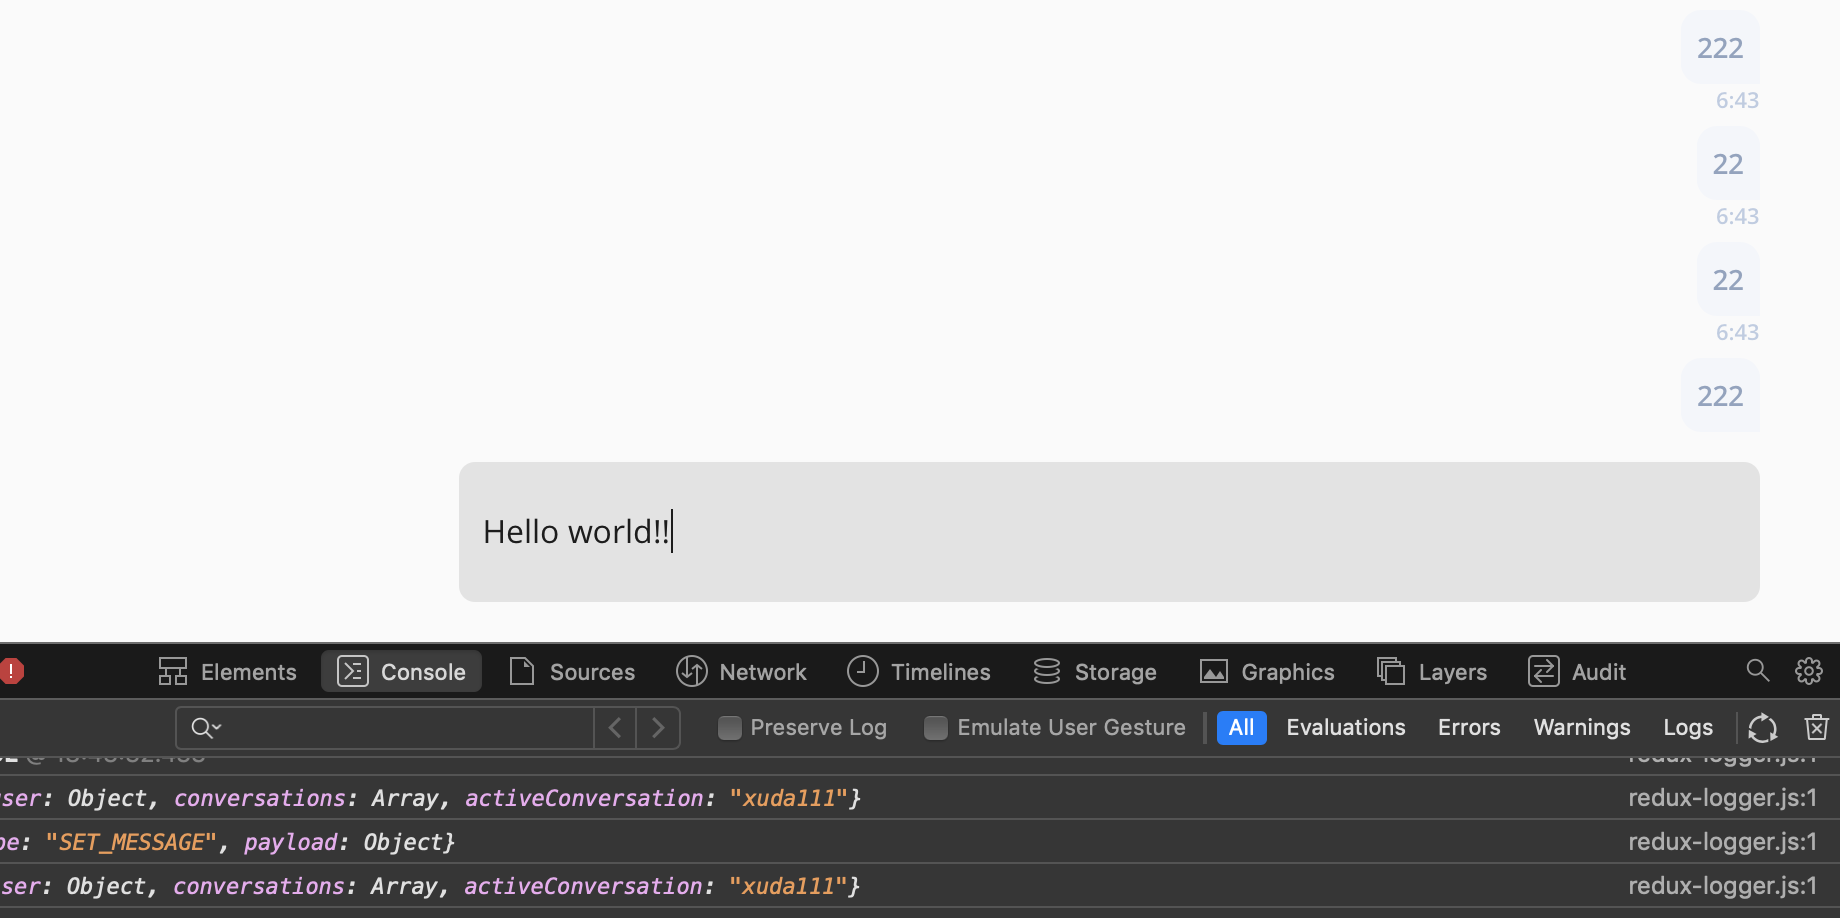 222
6:43
22
6:43
22
6:43
222
Hello world!!
Elements Console Sources Network Timelines Storage Graphics Layers Audit
Preserve Log Emulate User Gesture All Evaluations Errors Warnings Logs
redux-logger.js:1
ser: Object, conversations: Array, activeConversation: "xuda111"} redux-logger.js:1
pe: "SET_MESSAGE", payload: Object} redux-logger.js:1
ser: Object, conversations: Array, activeConversation: "xuda111"} redux-logger.js:1